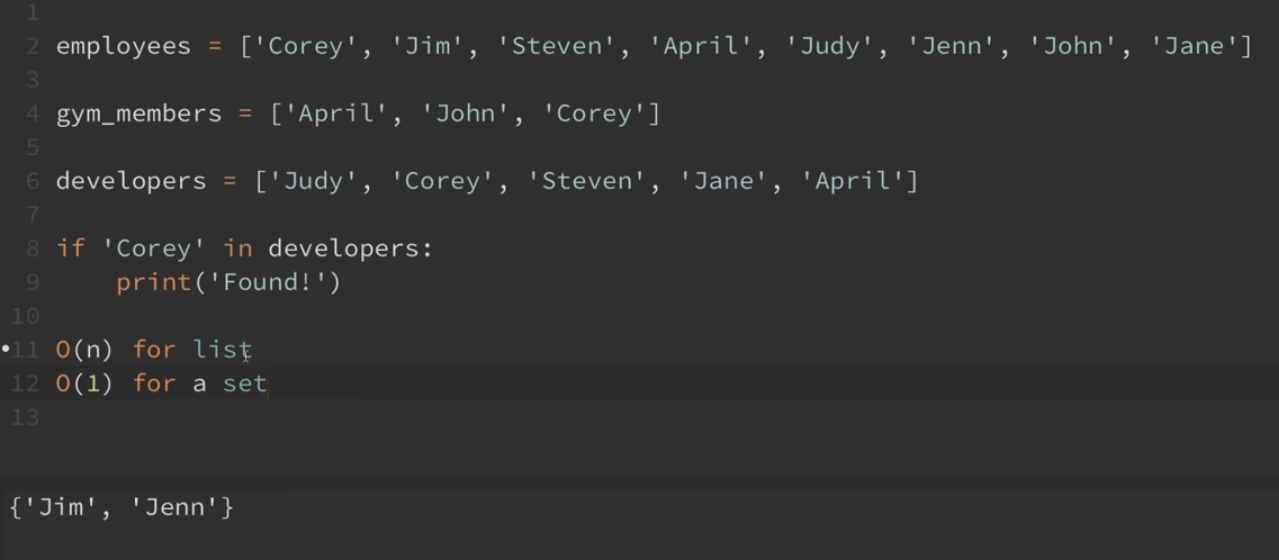 1
2 employees = ['Corey', 'Jim', 'Steven', 'April', 'Judy', 'Jenn', 'John', 'Jane']
3
4 gym_members = ['April', 'John', 'Corey']
5
6 developers = ['Judy', 'Corey', 'Steven', 'Jane', 'April']
7
8 if 'Corey' in developers:
9     print('Found!')
10
11 O(n) for list
12 O(1) for a set
13
{'Jim', 'Jenn'}